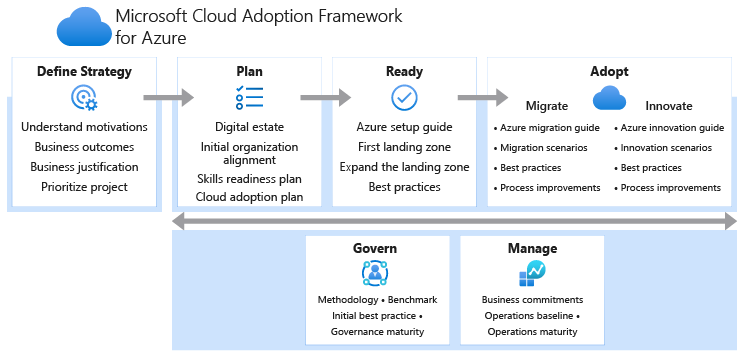 Microsoft Cloud Adoption Framework
for Azure
Define Strategy
Understand motivations
Business outcomes
Business justification
Prioritize project
Plan
Digital estate
Initial organization
alignment
Skills readiness plan
Cloud adoption plan
Ready
Azure setup guide
First landing zone
Expand the landing zone
Best practices
Adopt
Migrate
• Azure migration guide
• Migration scenarios
• Best practices
• Process improvements
Innovate
• Azure innovation guide
• Innovation scenarios
• Best practices
• Process improvements
Govern
Methodology • Benchmark
Initial best practice •
Governance maturity
Manage
Business commitments
Operations baseline •
Operations maturity